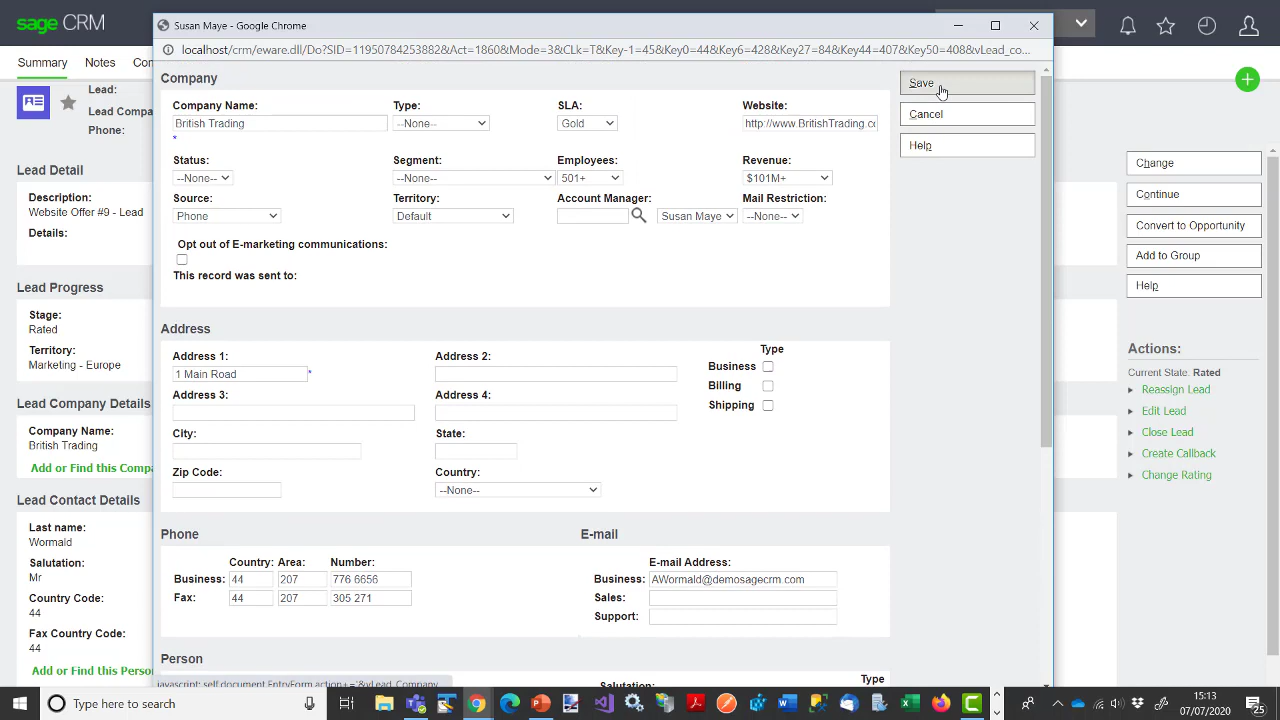 sage CRM
Susan Maye - Google Chrome
localhost/crm/eware.dll/Do?SID=11950784253882&Act=1860&Mode=3&CLk=T&Key-1=45&Key0=44&Key6=428&Key27=84&Key44=407&Key50=408&vLead_co...
Summary Notes Con
Lead:
Lead Compa
Phone:
Lead Detail
Description:
Website Offer #9 - Lead
Details:
Lead Progress
Stage:
Rated
Territory:
Marketing - Europe
Lead Company Details
Company Name:
British Trading
Add or Find this Compa
Lead Contact Details
Last name:
Wormald
Salutation:
Mr
Country Code:
44
Fax Country Code:
44
Add or Find this Perso
Company
Company Name: Type: SLA: Website:
British Trading --None-- Gold http://www.BritishTrading.co
*
Status: Segment: Employees: Revenue:
--None-- --None-- 501+ $101M+
Source: Territory: Account Manager: Mail Restriction:
Phone Default Susan Maye --None--
Opt out of E-marketing communications:
This record was sent to:
Address
Address 1: Address 2: Type
1 Main Road * Business
Billing
Address 3: Address 4: Shipping
City: State:
Zip Code: Country:
--None--
Phone E-mail
Country: Area: Number: E-mail Address:
Business: 44 207 776 6656 Business: AWormald@demosagecrm.com
Fax: 44 207 305 271 Sales:
Support:
Person
Salutation: Type
javascript: self.document.EntryForm.action+='&vLead_Company
Save
Cancel
Help
Change
Continue
Convert to Opportunity
Add to Group
Help
Actions:
Current State: Rated
Reassign Lead
Edit Lead
Close Lead
Create Callback
Change Rating
Type here to search
15:13
07/07/2020
25